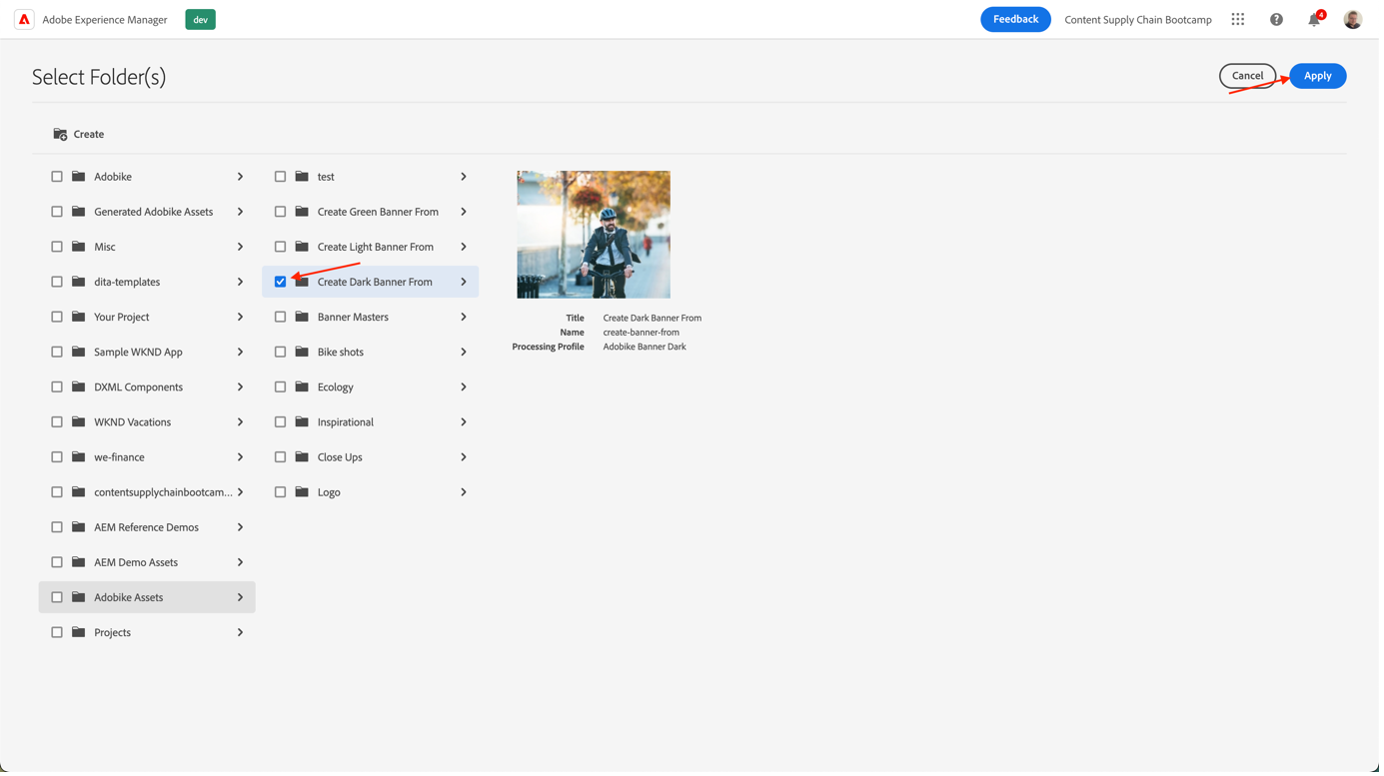 Adobe Experience Manager
dev
Feedback
Content Supply Chain Bootcamp
4
Select Folder(s)
Cancel
Apply
Create
Adobike
Generated Adobike Assets
Misc
dita-templates
Your Project
Sample WKND App
DXML Components
WKND Vacations
we-finance
contentsupplychainbootcam...
AEM Reference Demos
AEM Demo Assets
Adobike Assets
Projects
test
Create Green Banner From
Create Light Banner From
Create Dark Banner From
Banner Masters
Bike shots
Ecology
Inspirational
Close Ups
Logo
Title Create Dark Banner From
Name create-banner-from
Processing Profile Adobike Banner Dark